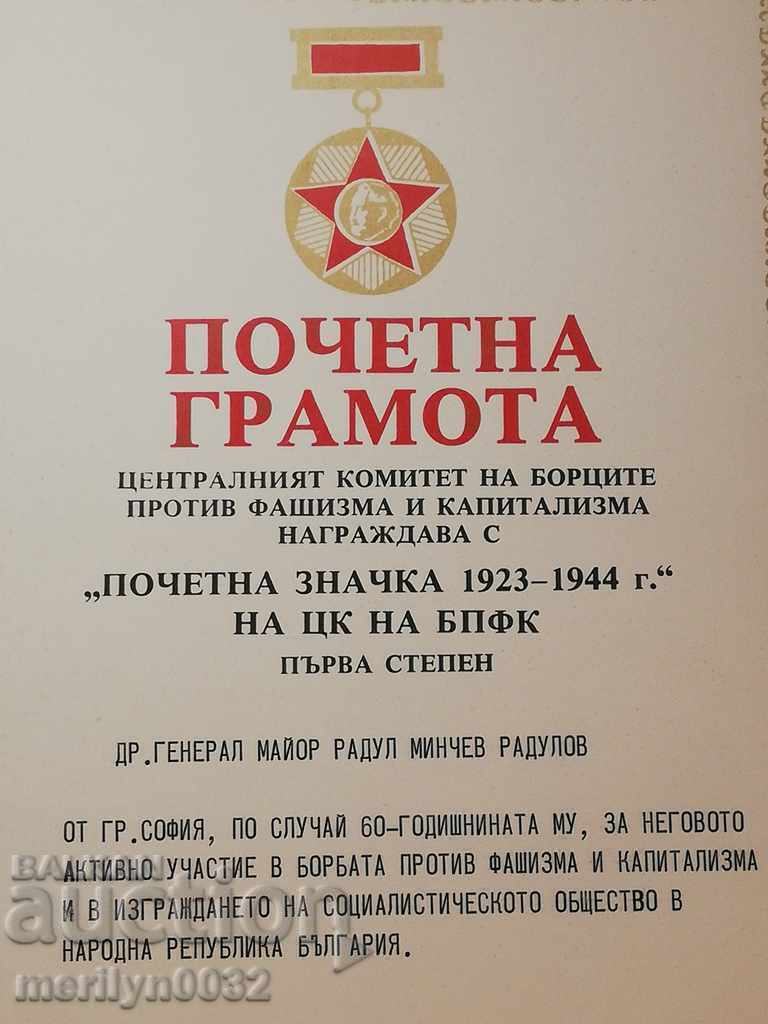 ПОЧЕТНА
ГРАМОТА
ЦЕНТРАЛНИЯТ КОМИТЕТ НА БОРЦИТЕ
ПРОТИВ ФАШИЗМА И КАПИТАЛИЗМА
НАГРАЖДАВА С
„ПОЧЕТНА ЗНАЧКА 1923–1944 г.“
НА ЦК НА БПФК
ПЪРВА СТЕПЕН
ДР.ГЕНЕРАЛ МАЙОР РАДУЛ МИНЧЕВ РАДУЛОВ
ОТ ГР.СОФИЯ, ПО СЛУЧАЙ 60-ГОДИШНИНАТА МУ, ЗА НЕГОВОТО
АКТИВНО УЧАСТИЕ В БОРБАТА ПРОТИВ ФАШИЗМА И КАПИТАЛИЗМА
И В ИЗГРАЖДАНЕТО НА СОЦИАЛИСТИЧЕСКОТО ОБЩЕСТВО В
НАРОДНА РЕПУБЛИКА БЪЛГАРИЯ.
BALKAN
auction
merilyn0032